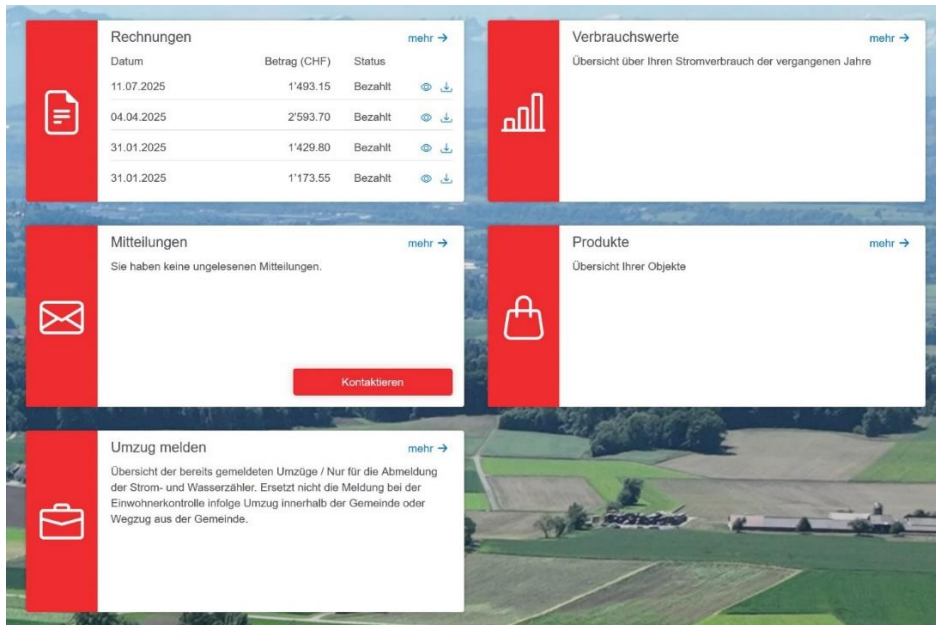 Rechnungen mehr →
Datum Betrag (CHF) Status
11.07.2025 1'493.15 Bezahlt
04.04.2025 2'593.70 Bezahlt
31.01.2025 1'429.80 Bezahlt
31.01.2025 1'173.55 Bezahlt
Verbrauchswerte mehr →
Übersicht über Ihren Stromverbrauch der vergangenen Jahre
Mitteilungen mehr →
Sie haben keine ungelesenen Mitteilungen.
Kontaktieren
Produkte mehr →
Übersicht Ihrer Objekte
Umzug melden mehr →
Übersicht der bereits gemeldeten Umzüge / Nur für die Abmeldung
der Strom- und Wasserzähler. Ersetzt nicht die Meldung bei der
Einwohnerkontrolle infolge Umzug innerhalb der Gemeinde oder
Wegzug aus der Gemeinde.